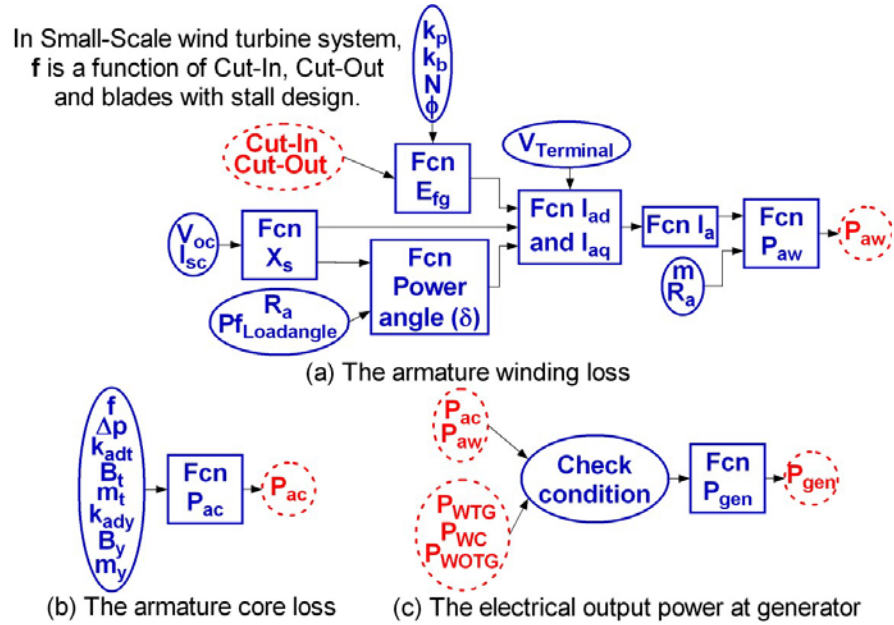 In Small-Scale wind turbine system,
f is a function of Cut-In, Cut-Out
and blades with stall design.
kp
kb
N
ϕ
Cut-In
Cut-Out
Fcn
Efg
VTerminal
Voc
Isc
Fcn
Xs
Fcn
Power
angle (δ)
Ra
PfLoadangle
Fcn Iad
and Iaq
Fcn Ia
m
Ra
Fcn
Paw
Paw
(a) The armature winding loss
f
Δp
kadt
Bt
mt
kady
By
my
Fcn
Pac
Pac
(b) The armature core loss
Pac
Paw
PWTG
PWC
PWOTG
Check
condition
Fcn
Pgen
Pgen
(c) The electrical output power at generator